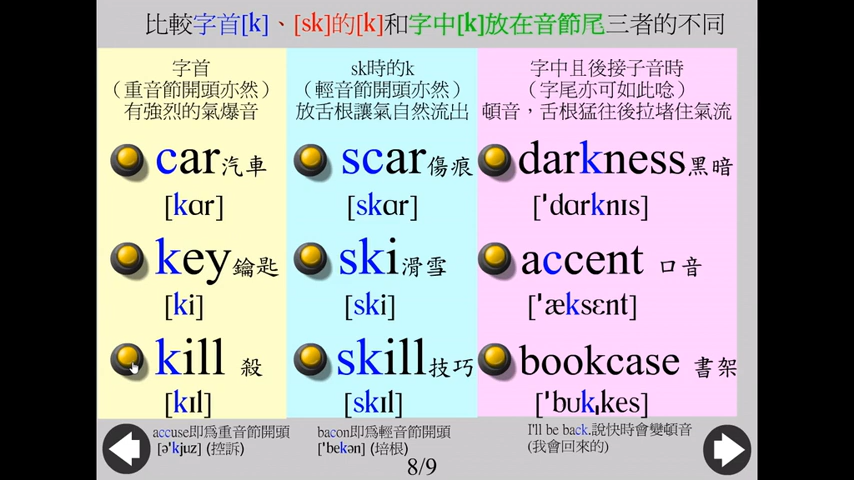 比較字首[k]、[sk]的[k]和字中[k]放在音節尾三者的不同
字首
（重音節開頭亦然）
有強烈的氣爆音
car汽車
[kɑr]
key鑰匙
[ki]
kill 殺
[kɪl]
accuse即爲重音節開頭
[əˈkjuz] (控訴)
sk時的k
（輕音節開頭亦然）
放舌根讓氣自然流出
scar傷痕
[skɑr]
ski滑雪
[ski]
skill技巧
[skɪl]
bacon即爲輕音節開頭
[ˈbekən] (培根)
字中且後接子音時
（字尾亦可如此唸）
頓音，舌根猛往後拉堵住氣流
darkness黑暗
[ˈdɑrknɪs]
accent 口音
[ˈæksɛnt]
bookcase 書架
[ˈbʊkˌkes]
I'll be back.說快時會變頓音
(我會回來的)
8/9